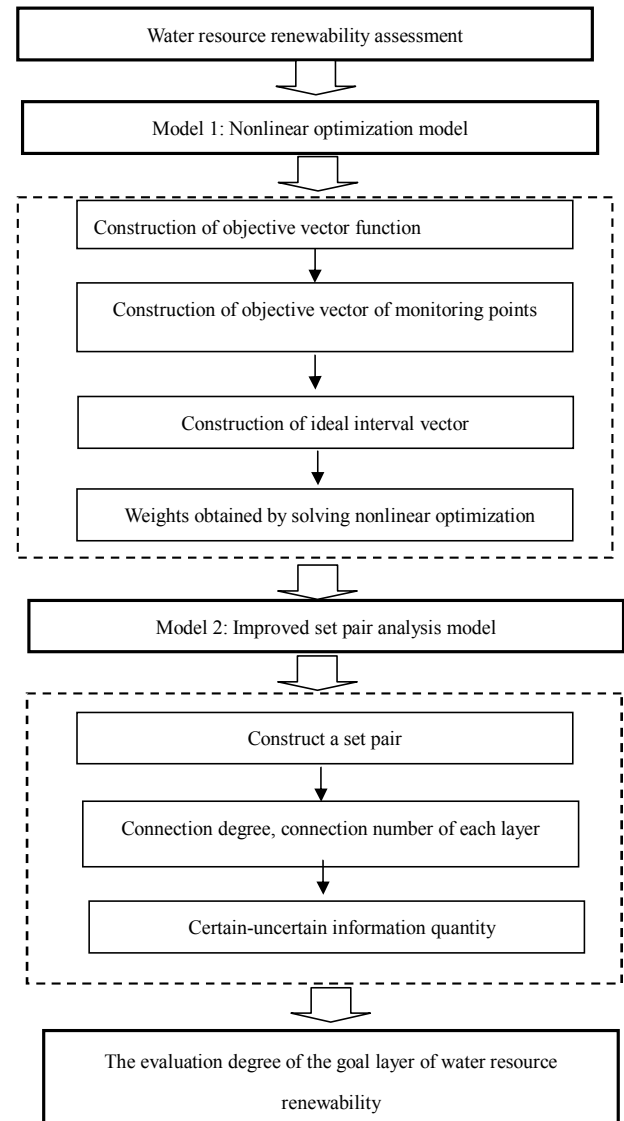 Water resource renewability assessment
Model 1: Nonlinear optimization model
Construction of objective vector function
Construction of objective vector of monitoring points
Construction of ideal interval vector
Weights obtained by solving nonlinear optimization
Model 2: Improved set pair analysis model
Construct a set pair
Connection degree, connection number of each layer
Certain-uncertain information quantity
The evaluation degree of the goal layer of water resource
renewability